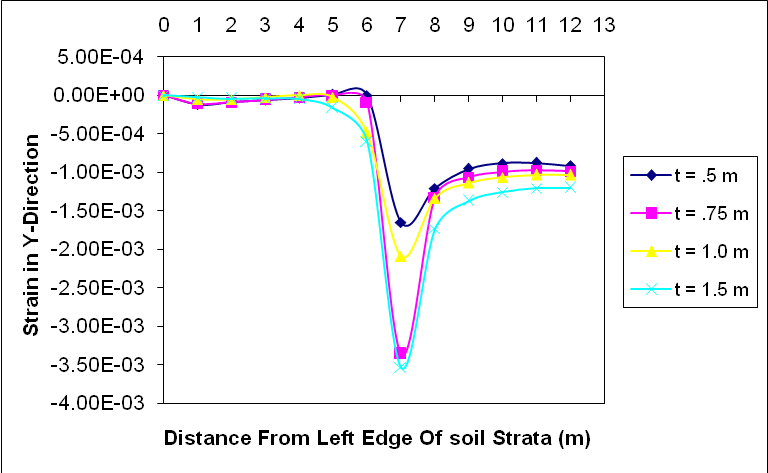 0 1 2 3 4 5 6 7 8 9 10 11 12 13
5.00E-04
0.00E+00
-5.00E-04
-1.00E-03
-1.50E-03
-2.00E-03
-2.50E-03
-3.00E-03
-3.50E-03
-4.00E-03
Strain in Y-Direction
Distance From Left Edge Of soil Strata (m)
t = .5 m
t = .75 m
t = 1.0 m
t = 1.5 m